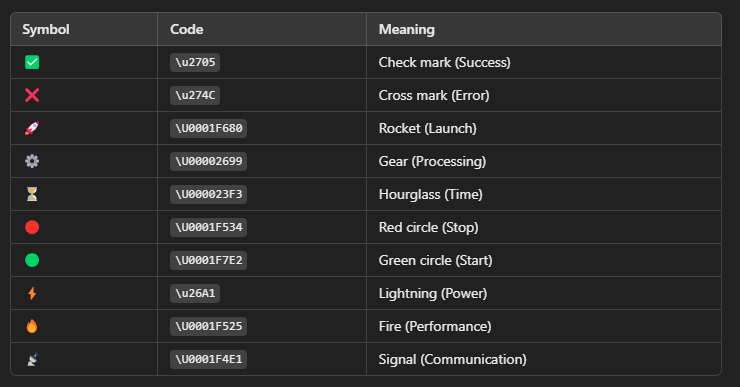 Symbol Code Meaning
✅ \u2705 Check mark (Success)
❌ \u274C Cross mark (Error)
🚀 \U0001F680 Rocket (Launch)
⚙️ \U00002699 Gear (Processing)
⏳ \U000023F3 Hourglass (Time)
🔴 \U0001F534 Red circle (Stop)
🟢 \U0001F7E2 Green circle (Start)
⚡ \u26A1 Lightning (Power)
🔥 \U0001F525 Fire (Performance)
📡 \U0001F4E1 Signal (Communication)